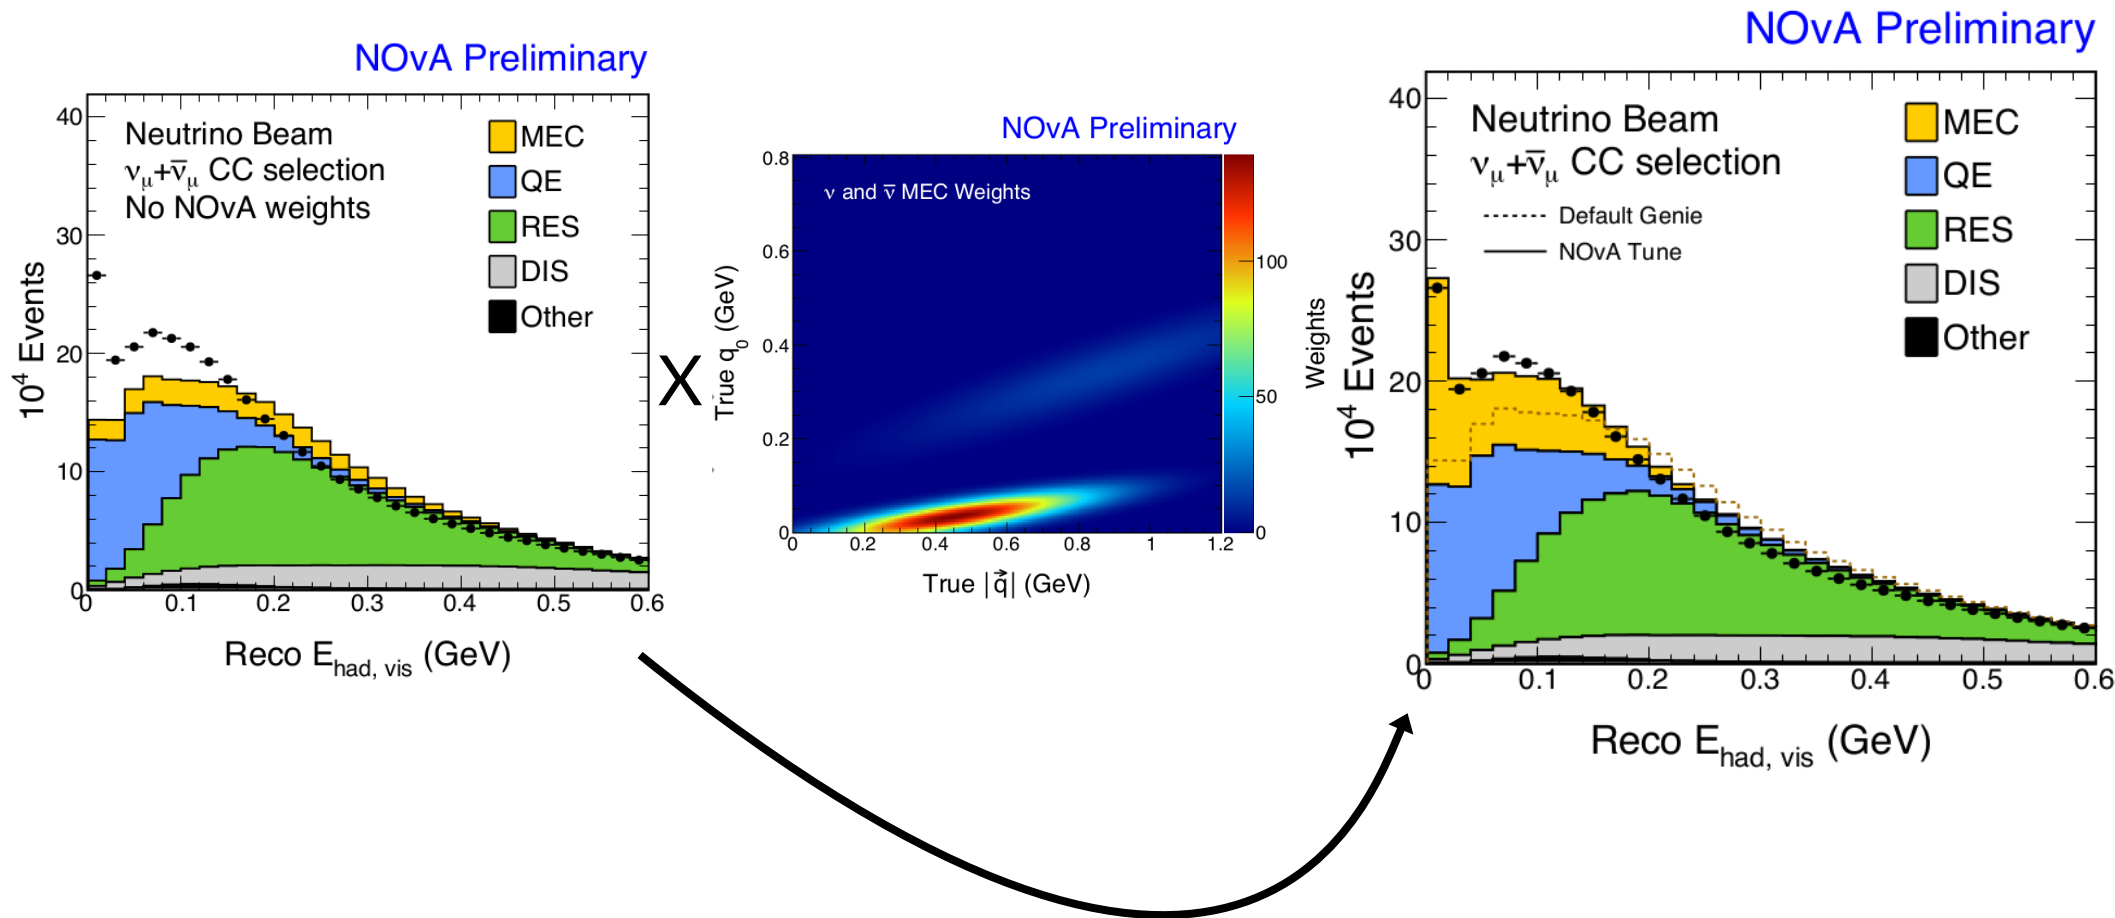 NOvA Preliminary
Neutrino Beam
νμ+ν̄μ CC selection
No NOvA weights
MEC
QE
RES
DIS
Other
40
30
20
10
0
0 0.1 0.2 0.3 0.4 0.5 0.6
10⁴ Events
Reco E_had, vis (GeV)
X
NOvA Preliminary
ν and ν̄ MEC Weights
0.8
0.6
0.4
0.2
0
0 0.2 0.4 0.6 0.8 1 1.2
True q₀ (GeV)
True |q⃗| (GeV)
100
50
0
Weights
NOvA Preliminary
Neutrino Beam
νμ+ν̄μ CC selection
Default Genie
NOvA Tune
MEC
QE
RES
DIS
Other
40
30
20
10
0
0 0.1 0.2 0.3 0.4 0.5 0.6
10⁴ Events
Reco E_had, vis (GeV)